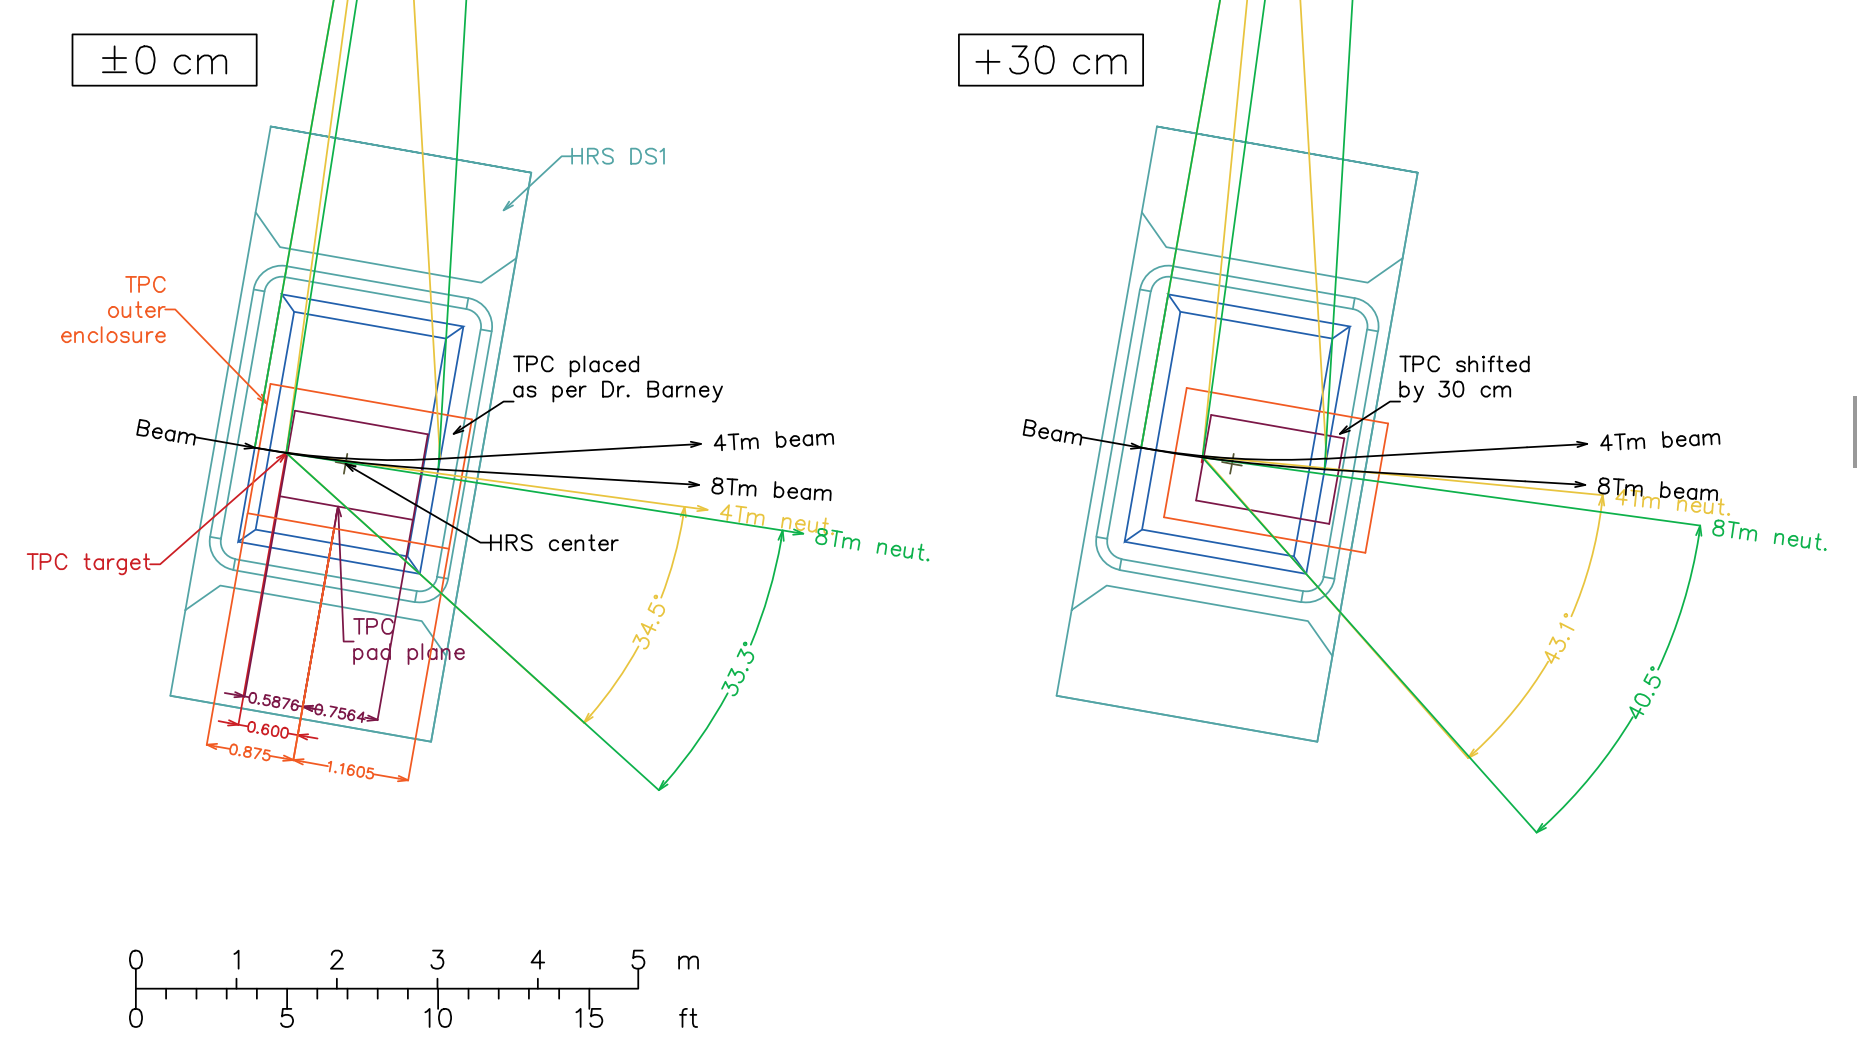 ±0 cm
HRS DS1
TPC
outer
enclosure
TPC placed
as per Dr. Barney
Beam
4Tm beam
8Tm beam
4Tm neut.
8Tm neut.
HRS center
TPC target
TPC
pad plane
34.5°
33.3°
0.5876
0.7564
0.600
0.875
1.1605
+30 cm
TPC shifted
by 30 cm
Beam
4Tm beam
8Tm beam
4Tm neut.
8Tm neut.
43.1°
40.5°
0 1 2 3 4 5 m
0 5 10 15 ft